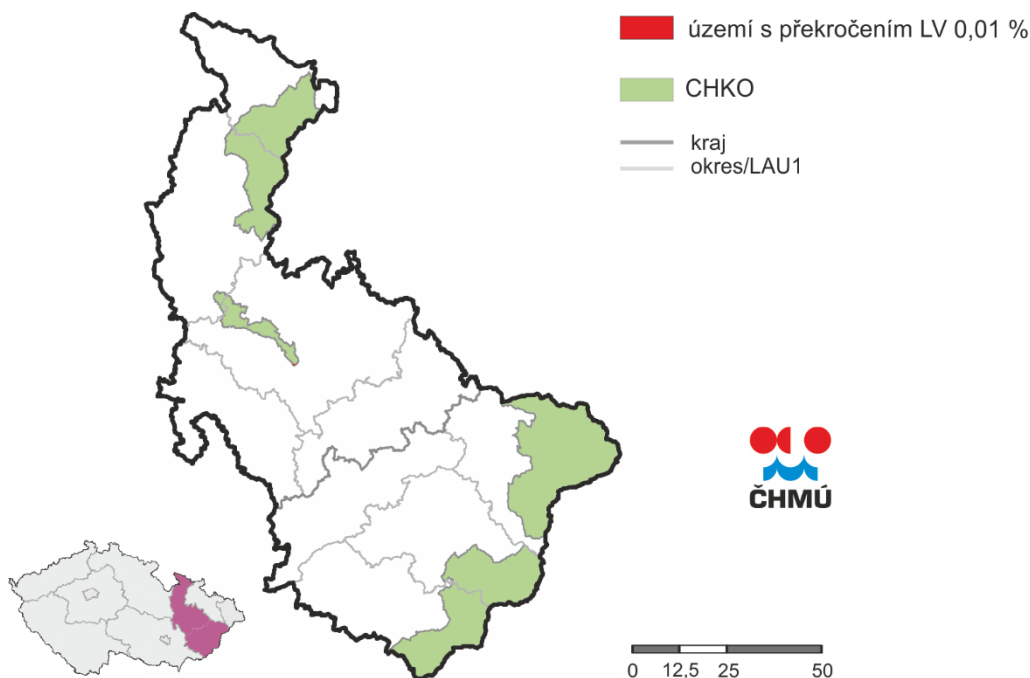 území s překročením LV 0,01 %
CHKO
kraj
okres/LAU1
ČHMÚ
0 12,5 25 50